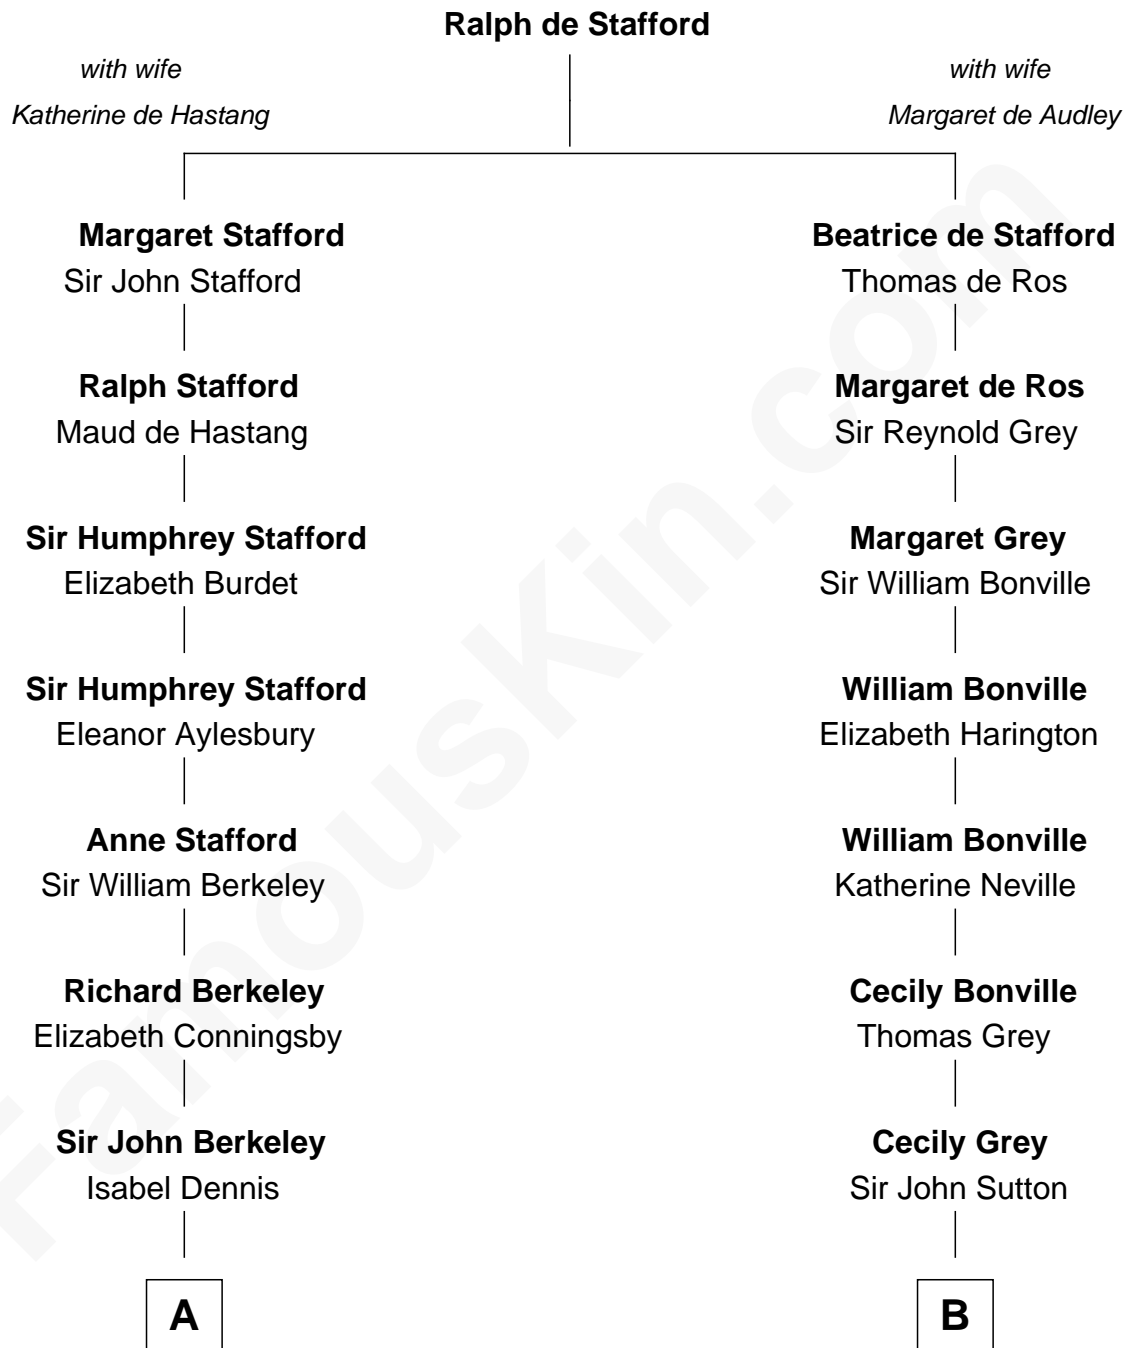 Ralph de Stafford
with wife
Katherine de Hastang
with wife
Margaret de Audley
Margaret Stafford
Sir John Stafford
Beatrice de Stafford
Thomas de Ros
Ralph Stafford
Maud de Hastang
Margaret de Ros
Sir Reynold Grey
Sir Humphrey Stafford
Elizabeth Burdet
Margaret Grey
Sir William Bonville
Sir Humphrey Stafford
Eleanor Aylesbury
William Bonville
Elizabeth Harington
Anne Stafford
Sir William Berkeley
William Bonville
Katherine Neville
Richard Berkeley
Elizabeth Conningsby
Cecily Bonville
Thomas Grey
Sir John Berkeley
Isabel Dennis
Cecily Grey
Sir John Sutton
A
B
FamousKin.com